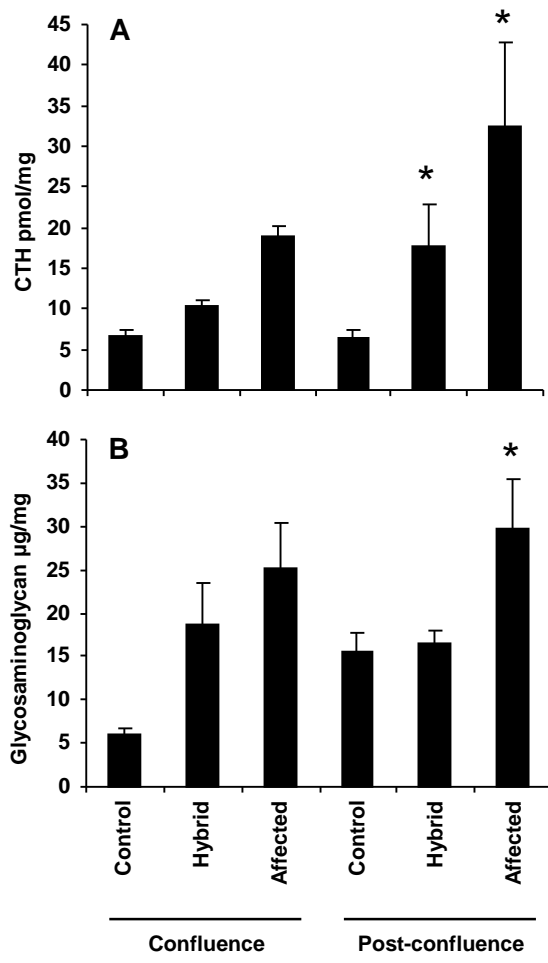 A
45
40
35
30
25
20
15
10
5
0
CTH pmol/mg
*
*
B
40
35
30
25
20
15
10
5
0
Glycosaminoglycan µg/mg
*
Control
Hybrid
Affected
Control
Hybrid
Affected
Confluence
Post-confluence